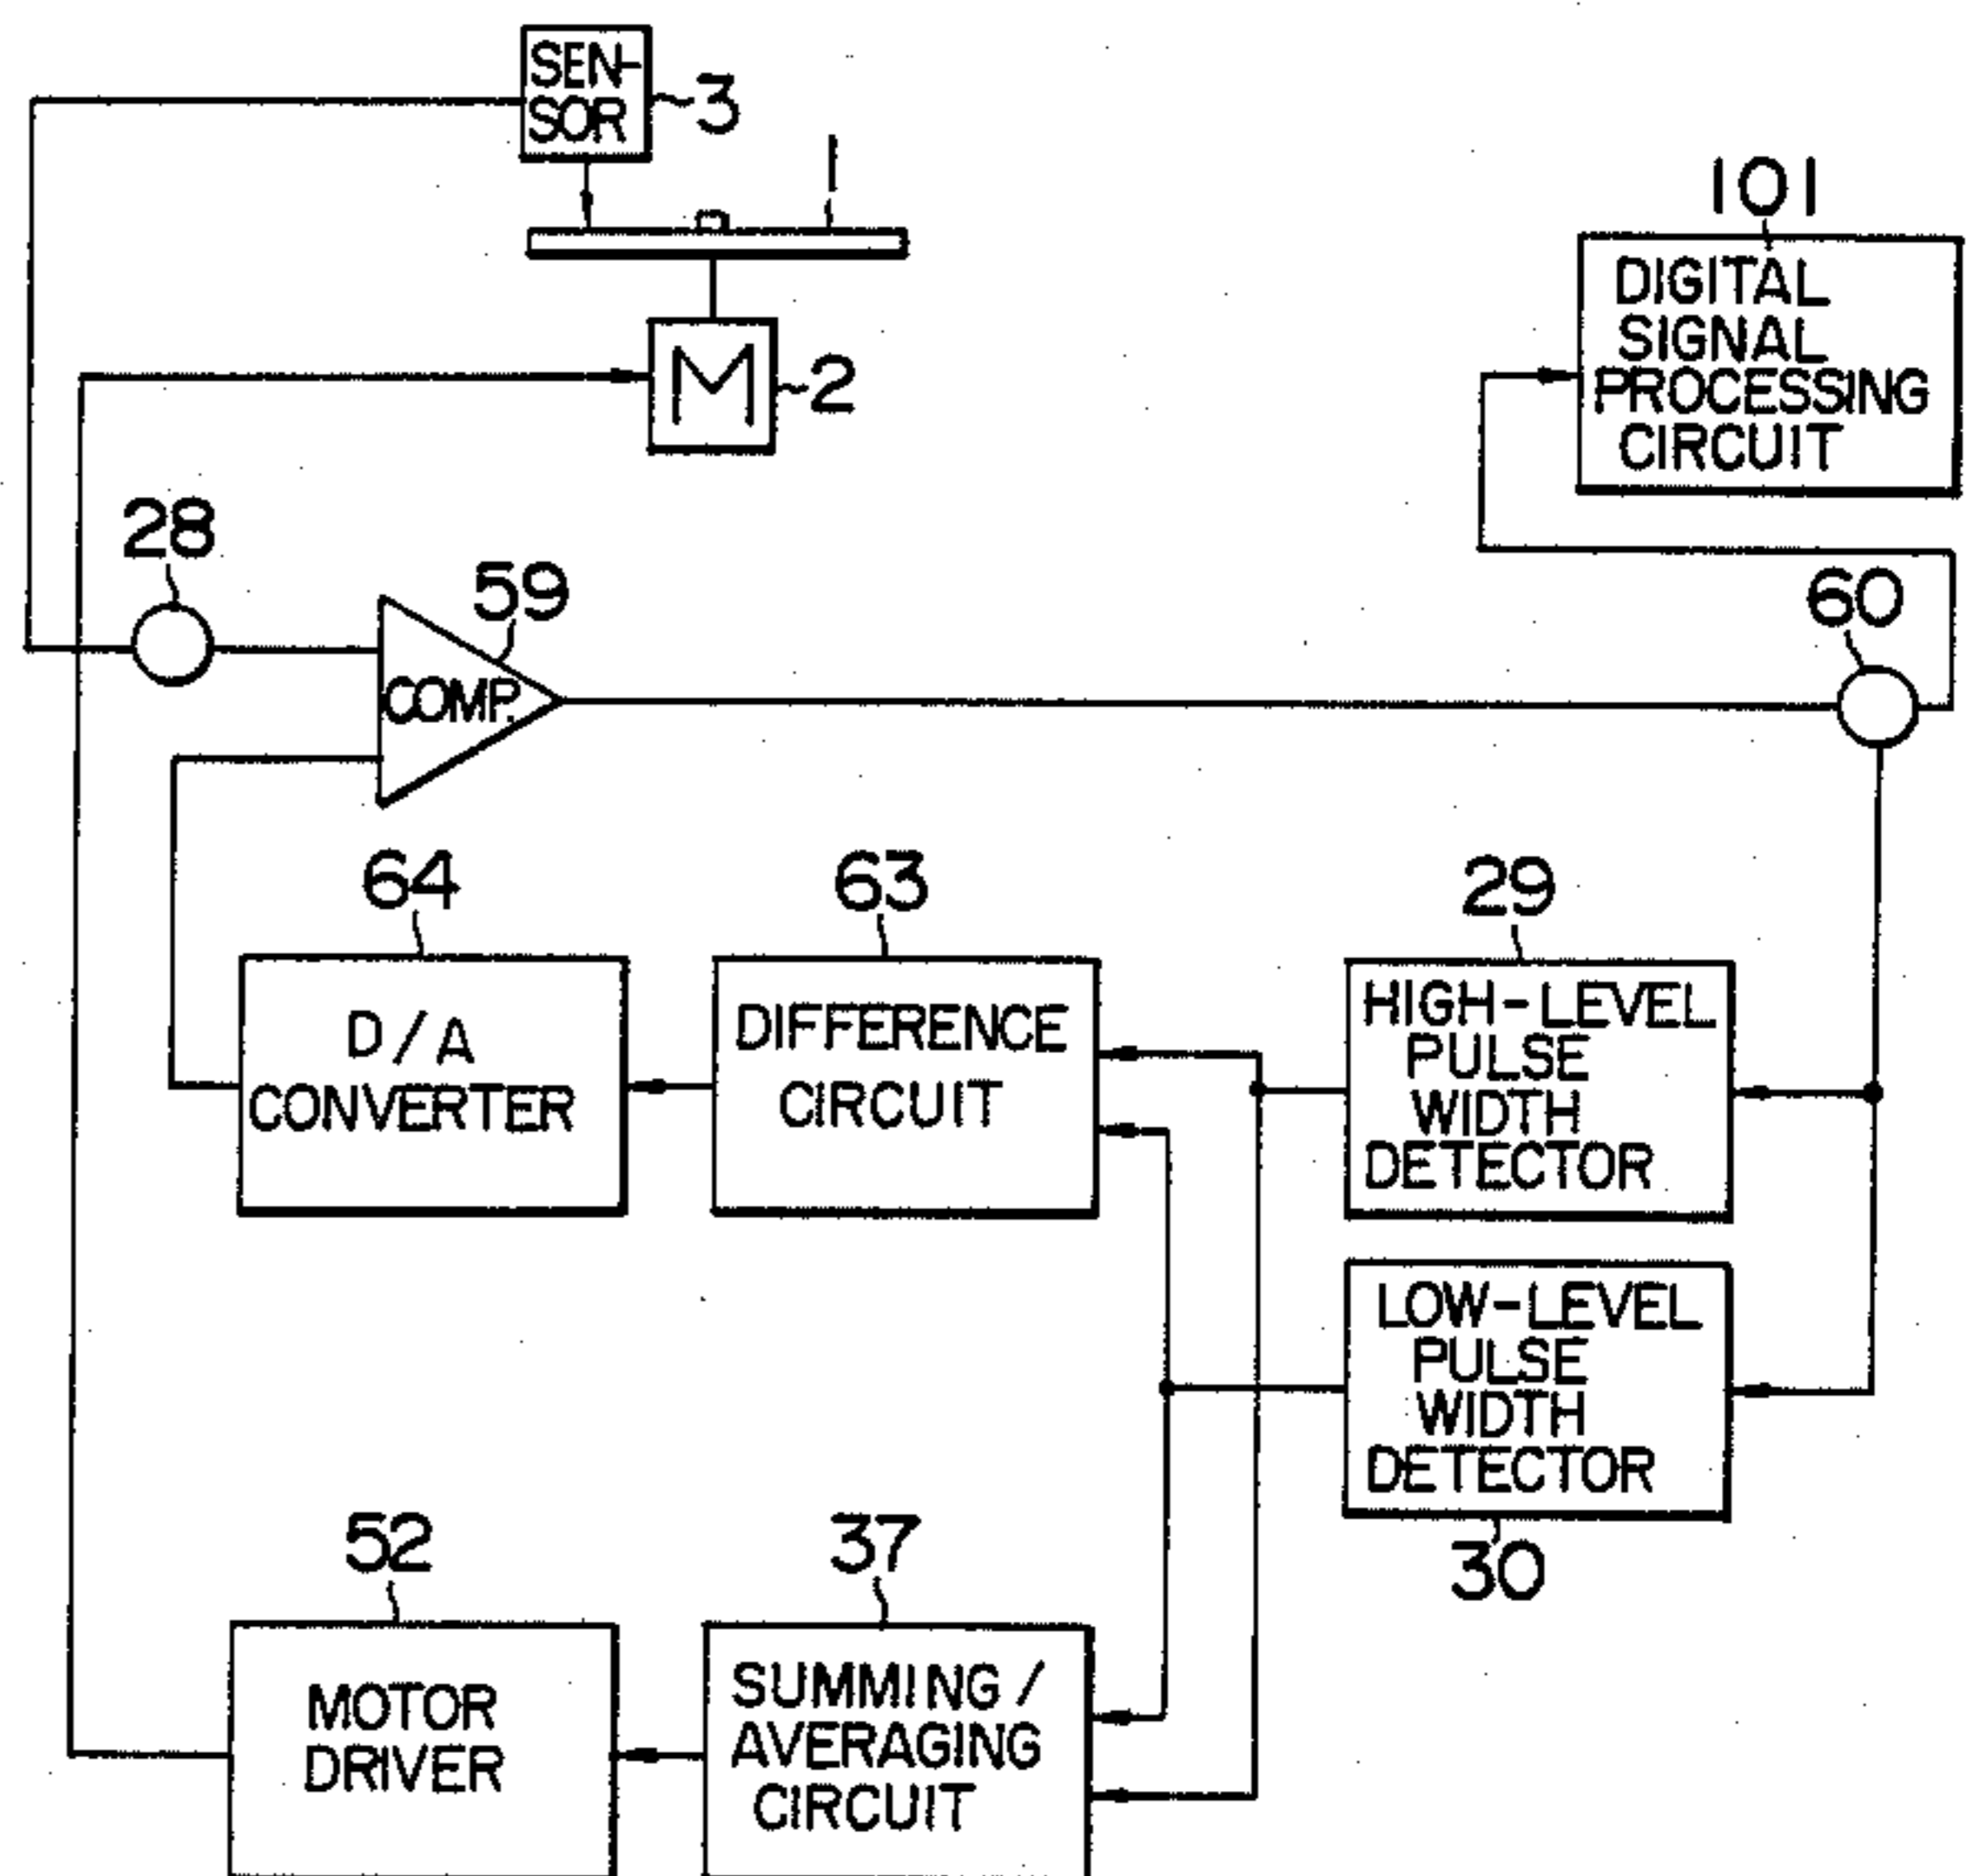 SEN-
SOR
3
1
101
DIGITAL
SIGNAL
PROCESSING
CIRCUIT
M
2
28
59
COMP.
60
64
D/A
CONVERTER
63
DIFFERENCE
CIRCUIT
29
HIGH-LEVEL
PULSE
WIDTH
DETECTOR
LOW-LEVEL
PULSE
WIDTH
DETECTOR
30
52
MOTOR
DRIVER
37
SUMMING/
AVERAGING
CIRCUIT